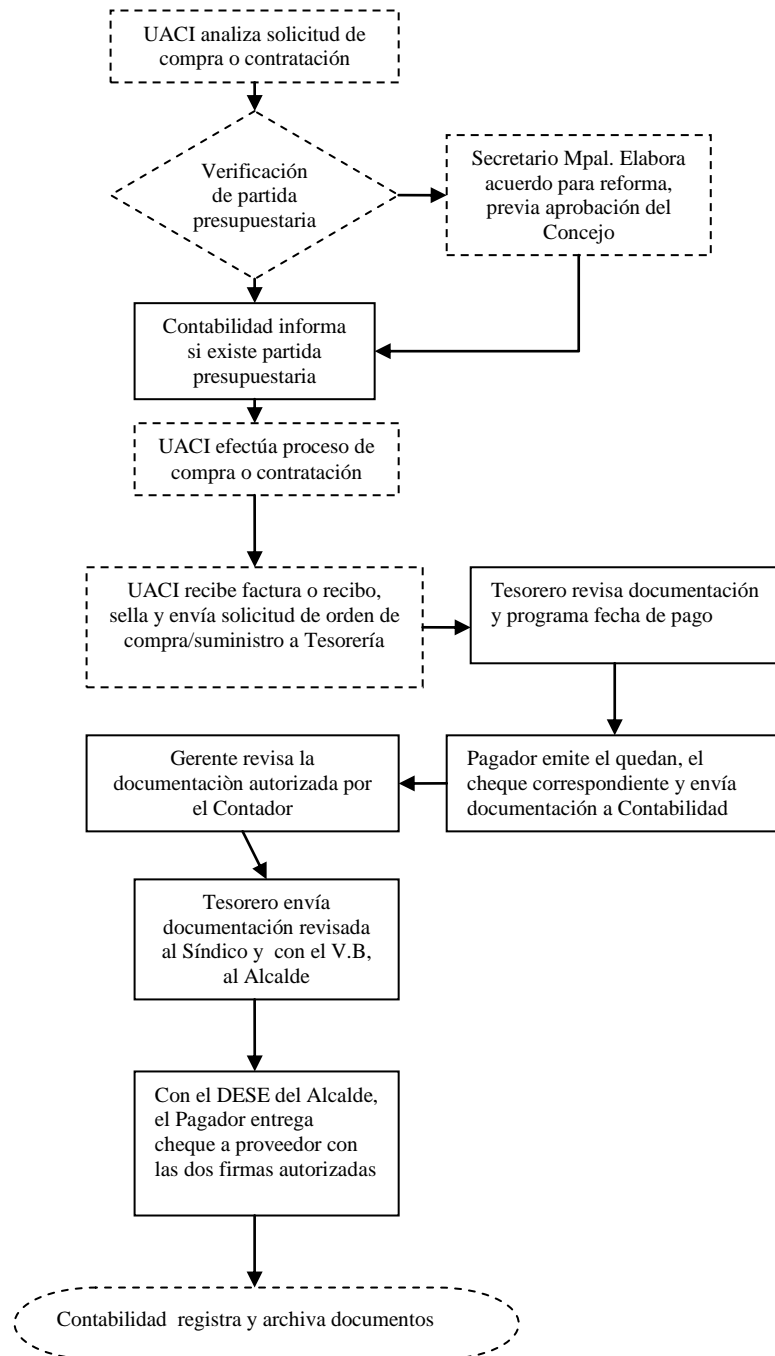 UACI analiza solicitud de
compra o contratación
Verificación
de partida
presupuestaria
Secretario Mpal. Elabora
acuerdo para reforma,
previa aprobación del
Concejo
Contabilidad informa
si existe partida
presupuestaria
UACI efectúa proceso de
compra o contratación
UACI recibe factura o recibo,
sella y envía solicitud de orden de
compra/suministro a Tesorería
Tesorero revisa documentación
y programa fecha de pago
Pagador emite el quedan, el
cheque correspondiente y envía
documentación a Contabilidad
Gerente revisa la
documentaciòn autorizada por
el Contador
Tesorero envía
documentación revisada
al Síndico y con el V.B,
al Alcalde
Con el DESE del Alcalde,
el Pagador entrega
cheque a proveedor con
las dos firmas autorizadas
Contabilidad registra y archiva documentos